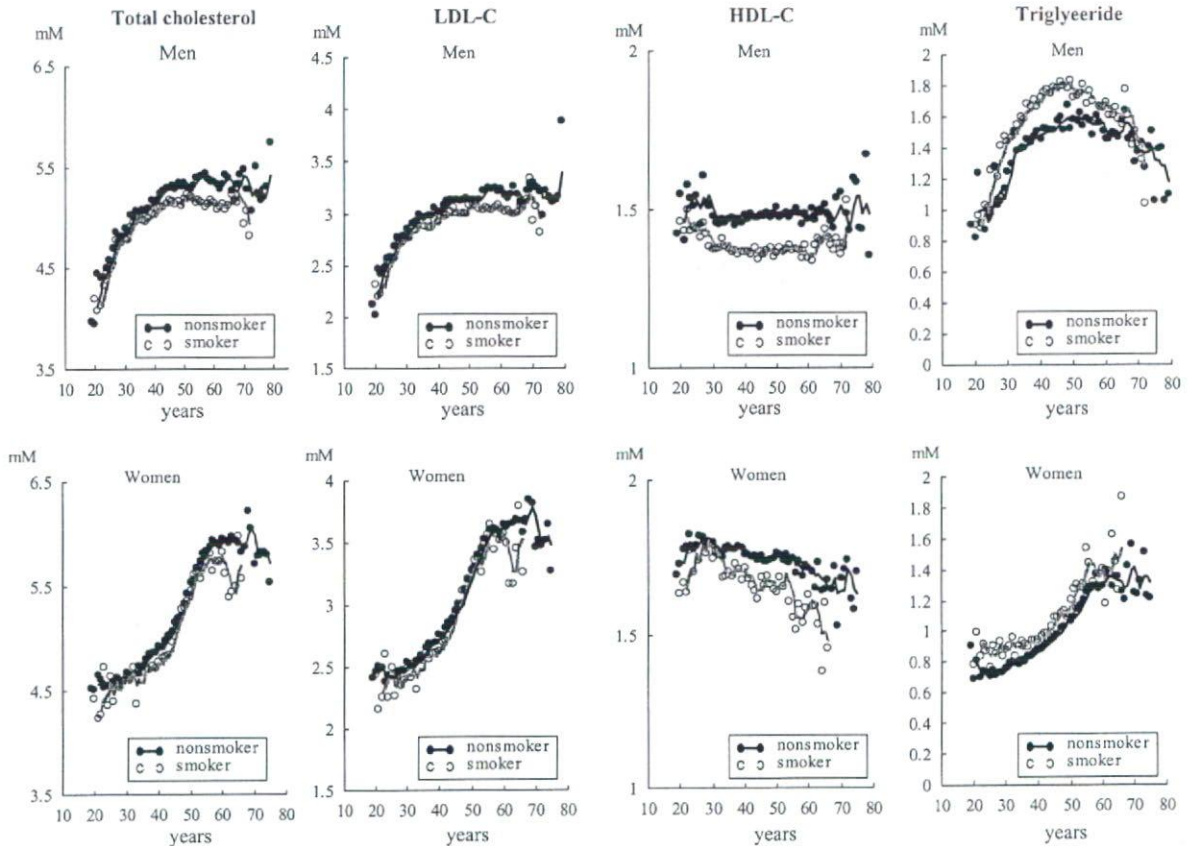 Total cholesterol
mM
Men
6.5
5.5
4.5
3.5
10 20 30 40 50 60 70 80
years
nonsmoker
smoker
LDL-C
mM
Men
4.5
4
3.5
3
2.5
2
1.5
10 20 30 40 50 60 70 80
years
nonsmoker
smoker
HDL-C
mM
Men
2
1.5
1
10 20 30 40 50 60 70 80
years
nonsmoker
smoker
Triglyeeride
mM
Men
2
1.8
1.6
1.4
1.2
1
0.8
0.6
0.4
0.2
0
10 20 30 40 50 60 70 80
years
nonsmoker
smoker
mM
Women
6.5
5.5
4.5
3.5
10 20 30 40 50 60 70 80
years
nonsmoker
smoker
mM
Women
4
3.5
3
2.5
2
1.5
10 20 30 40 50 60 70 80
years
nonsmoker
smoker
mM
Women
2
1.5
1
10 20 30 40 50 60 70 80
years
nonsmoker
smoker
mM
Women
2
1.8
1.6
1.4
1.2
1
0.8
0.6
0.4
0.2
0
10 20 30 40 50 60 70 80
years
nonsmoker
smoker